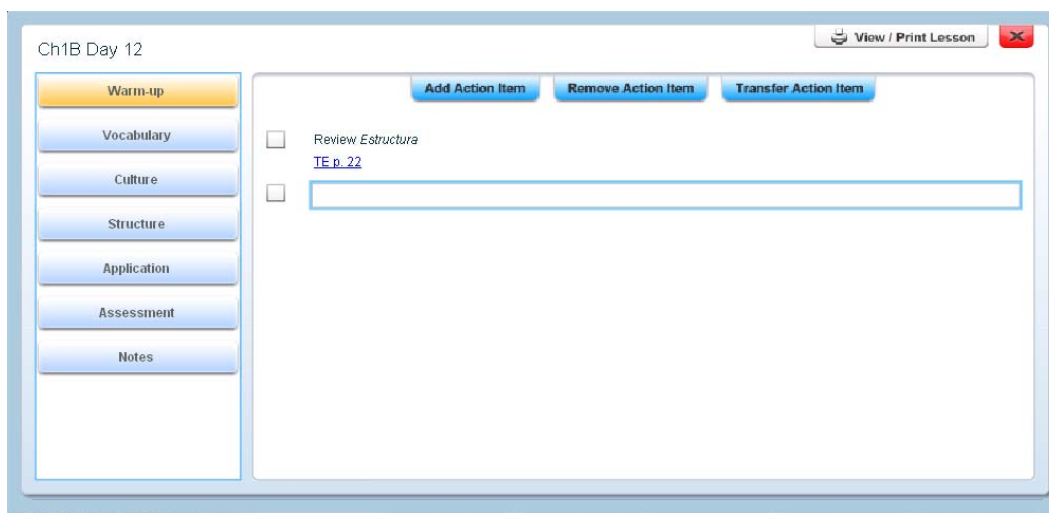 Ch1B Day 12
View / Print Lesson
Warm-up
Vocabulary
Culture
Structure
Application
Assessment
Notes
Add Action Item
Remove Action Item
Transfer Action Item
Review Estructura
TE p. 22